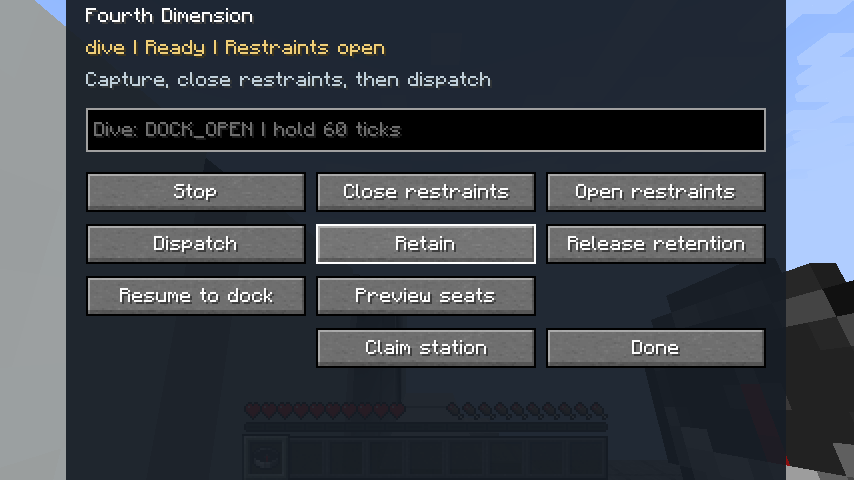 Fourth Dimension
dive | Ready | Restraints open
Capture, close restraints, then dispatch
Dive: DOCK_OPEN | hold 60 ticks
Stop
Close restraints
Open restraints
Dispatch
Retain
Release retention
Resume to dock
Preview seats
Claim station
Done